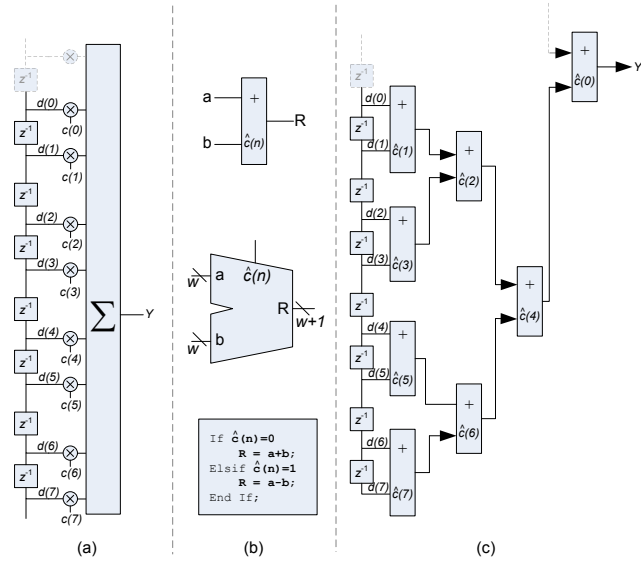 z⁻¹
d(0)
c(0)
z⁻¹
d(1)
c(1)
z⁻¹
d(2)
c(2)
z⁻¹
d(3)
c(3)
z⁻¹
d(4)
c(4)
z⁻¹
d(5)
c(5)
z⁻¹
d(6)
c(6)
z⁻¹
d(7)
c(7)
Σ
Y
(a)
a
+
b
ĉ(n)
R
ĉ(n)
w
a
R
w+1
w
b
If ĉ(n)=0
R = a+b;
Elsif ĉ(n)=1
R = a-b;
End If;
(b)
z⁻¹
d(0)
+
z⁻¹
d(1)
ĉ(1)
z⁻¹
d(2)
+
z⁻¹
d(3)
ĉ(3)
z⁻¹
d(4)
+
z⁻¹
d(5)
ĉ(5)
z⁻¹
d(6)
+
z⁻¹
d(7)
ĉ(7)
+
ĉ(2)
+
ĉ(6)
+
ĉ(4)
+
ĉ(0)
Y
(c)